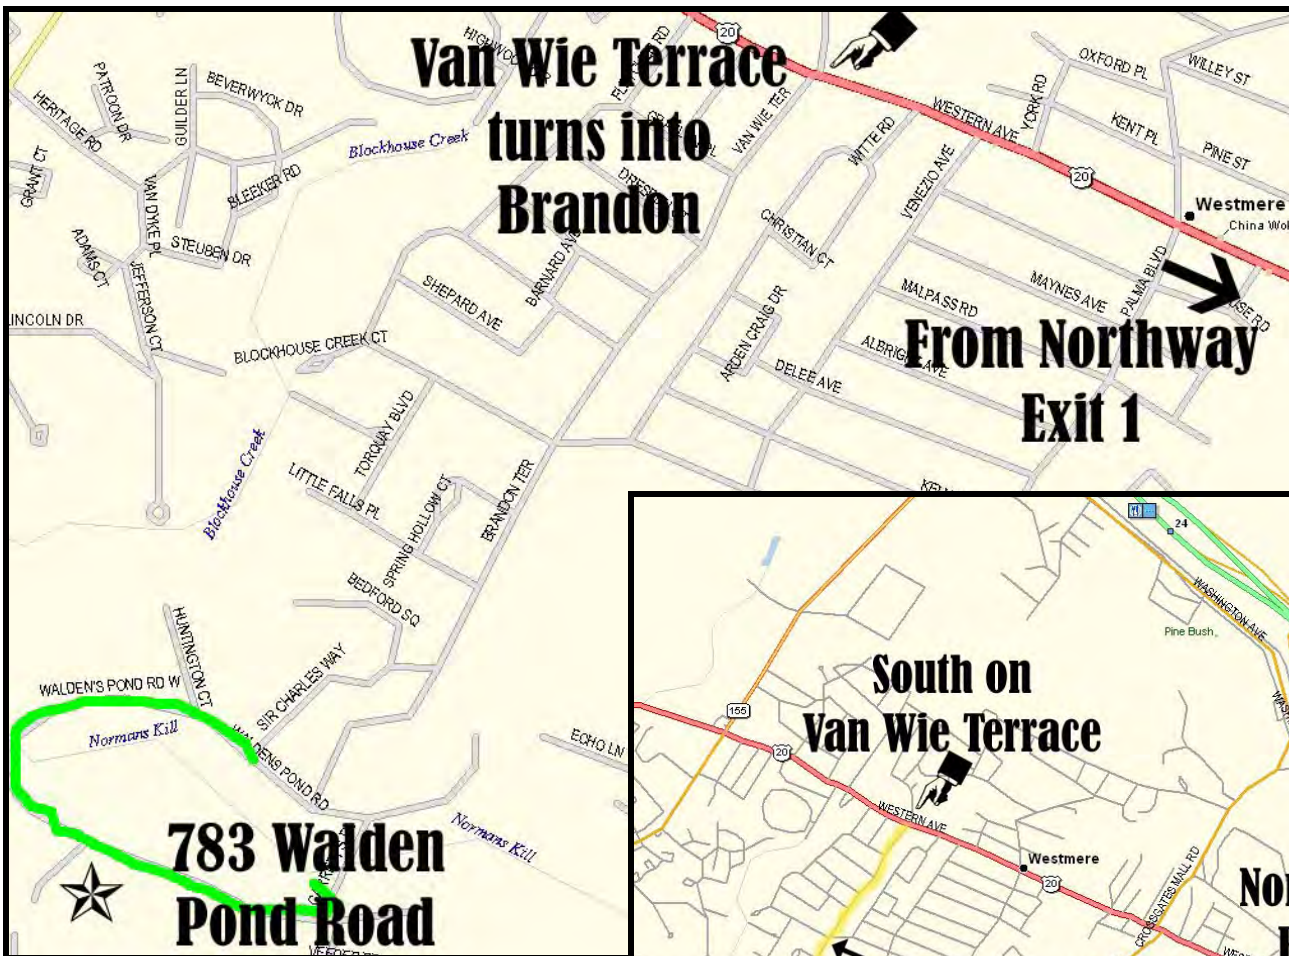 Van Wie Terrace
turns into
Brandon
20
HERITAGE RD
PATROON DR
GUILDER LN
BEVERWYCK DR
GRANT CT
VAN DYKE PL
BLEEKER RD
STEUBEN DR
ADAMS CT
JEFFERSON CT
Blockhouse Creek
VAN WIE TER
WITTE RD
WESTERN AVE
YORK RD
OXFORD PL
WILLEY ST
KENT PL
PINE ST
20
Westmere
VENEZIO AVE
CHRISTIAN CT
BARNARD AVE
SHEPARD AVE
BLOCKHOUSE CREEK CT
ARDEN CRAIG DR
MALPASS RD
MAYNES AVE
PALMA BLVD
DELEE AVE
From Northway
Exit 1
TORQUAY BLVD
Blockhouse Creek
LITTLE FALLS PL
SPRING HOLLOW CT
BRANDON TER
BEDFORD SQ
HUNTINGTON CT
SIR CHARLES WAY
WALDEN'S POND RD W
Normans Kill
WALDENS POND RD
ECHO LN
Normans Kill
783 Walden
Pond Road
24
WASHINGTON AVE
Pine Bush
South on
Van Wie Terrace
155
20
WESTERN AVE
Westmere
20
CROSSGATES MALL RD